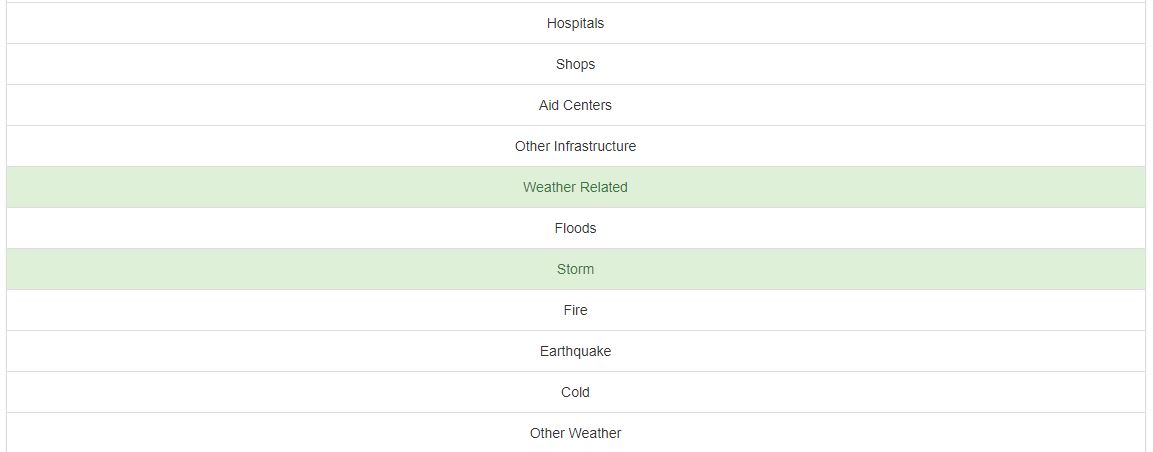 Hospitals
Shops
Aid Centers
Other Infrastructure
Weather Related
Floods
Storm
Fire
Earthquake
Cold
Other Weather